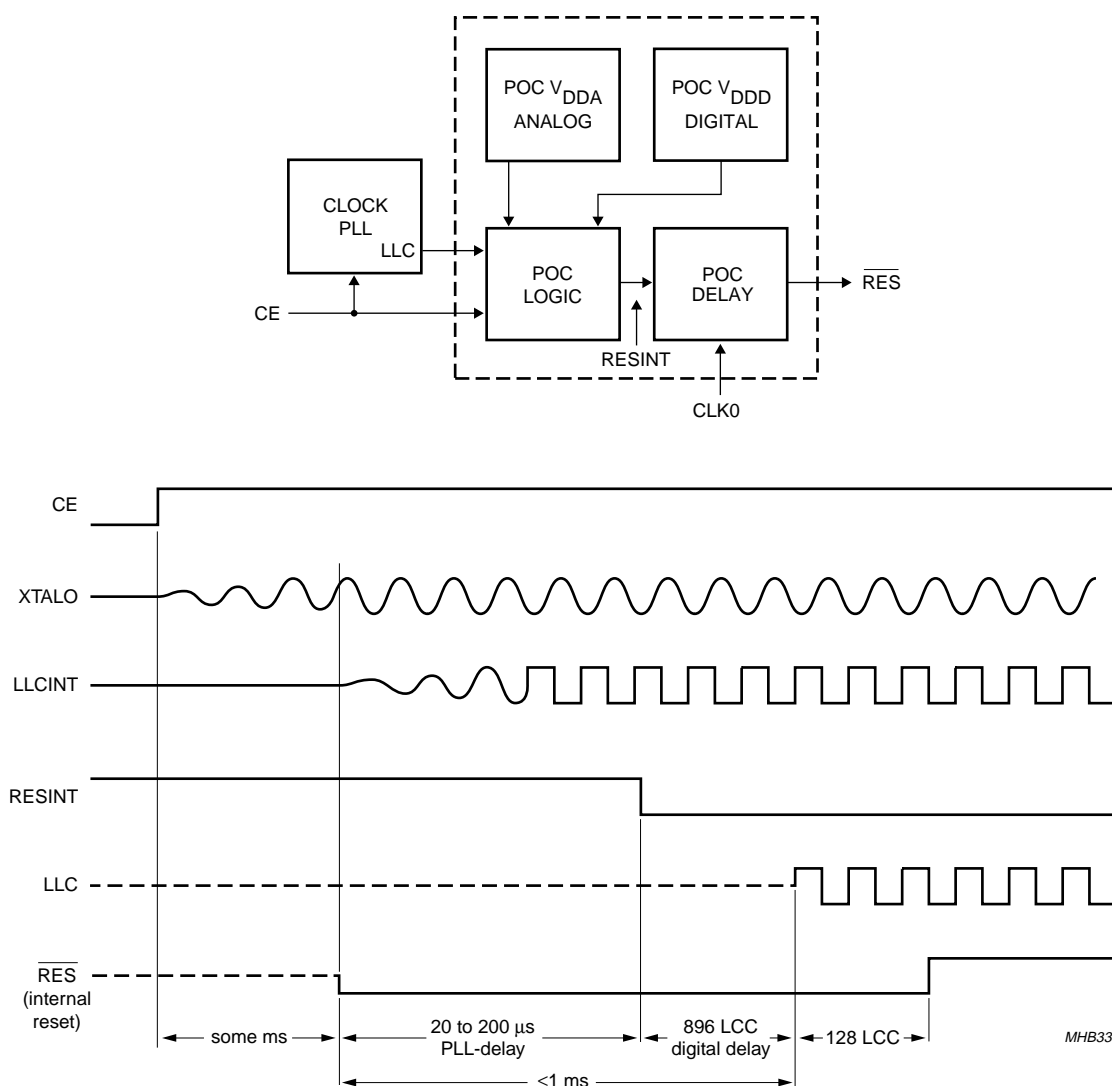 POC VDDA
ANALOG
POC VDDD
DIGITAL
CLOCK
PLL
LLC
POC
LOGIC
POC
DELAY
RES
CE
RESINT
CLK0
CE
XTALO
LLCINT
RESINT
LLC
RES
(internal
reset)
some ms
20 to 200 μs
PLL-delay
896 LCC
digital delay
128 LCC
<1 ms
MHB33